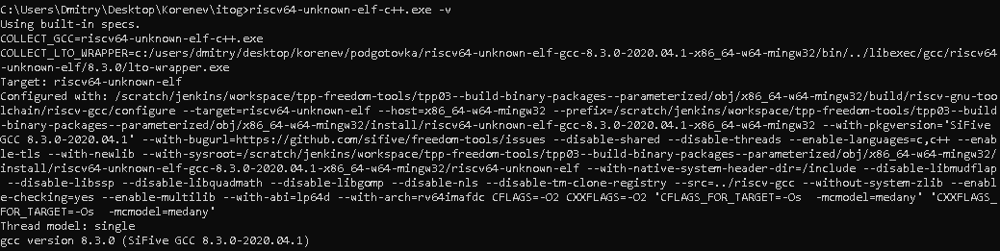 C:\Users\Dmitry\Desktop\Korenev\itog>riscv64-unknown-elf-c++.exe -v
Using built-in specs.
COLLECT_GCC=riscv64-unknown-elf-c++.exe
COLLECT_LTO_WRAPPER=c:/users/dmitry/desktop/korenev/podgotovka/riscv64-unknown-elf-gcc-8.3.0-2020.04.1-x86_64-w64-mingw32/bin/../libexec/gcc/riscv64
-unknown-elf/8.3.0/lto-wrapper.exe
Target: riscv64-unknown-elf
Configured with: /scratch/jenkins/workspace/tpp-freedom-tools/tpp03--build-binary-packages--parameterized/obj/x86_64-w64-mingw32/build/riscv-gnu-too
lchain/riscv-gcc/configure --target=riscv64-unknown-elf --host=x86_64-w64-mingw32 --prefix=/scratch/jenkins/workspace/tpp-freedom-tools/tpp03--build
-binary-packages--parameterized/obj/x86_64-w64-mingw32/install/riscv64-unknown-elf-gcc-8.3.0-2020.04.1-x86_64-w64-mingw32 --with-pkgversion='SiFive
GCC 8.3.0-2020.04.1' --with-bugurl=https://github.com/sifive/freedom-tools/issues --disable-shared --disable-threads --enable-languages=c,c++ --enab
le-tls --with-newlib --with-sysroot=/scratch/jenkins/workspace/tpp-freedom-tools/tpp03--build-binary-packages--parameterized/obj/x86_64-w64-mingw32/
install/riscv64-unknown-elf-gcc-8.3.0-2020.04.1-x86_64-w64-mingw32/riscv64-unknown-elf --with-native-system-header-dir=/include --disable-libmudflap
 --disable-libssp --disable-libquadmath --disable-libgomp --disable-nls --disable-tm-clone-registry --src=../riscv-gcc --without-system-zlib --enabl
e-checking=yes --enable-multilib --with-abi=lp64d --with-arch=rv64imafdc CFLAGS=-O2 CXXFLAGS=-O2 'CFLAGS_FOR_TARGET=-Os  -mcmodel=medany' 'CXXFLAGS_
FOR_TARGET=-Os  -mcmodel=medany'
Thread model: single
gcc version 8.3.0 (SiFive GCC 8.3.0-2020.04.1)